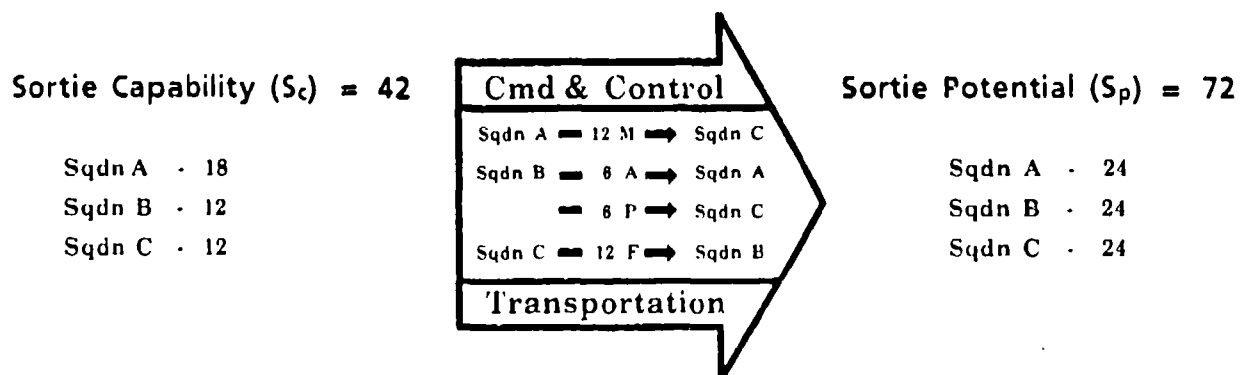 Sortie Capability (Sc) = 42
Sqdn A - 18
Sqdn B - 12
Sqdn C - 12
Cmd & Control
Sqdn A 12 M Sqdn C
Sqdn B 6 A Sqdn A
6 P Sqdn C
Sqdn C 12 F Sqdn B
Transportation
Sortie Potential (Sp) = 72
Sqdn A - 24
Sqdn B - 24
Sqdn C - 24